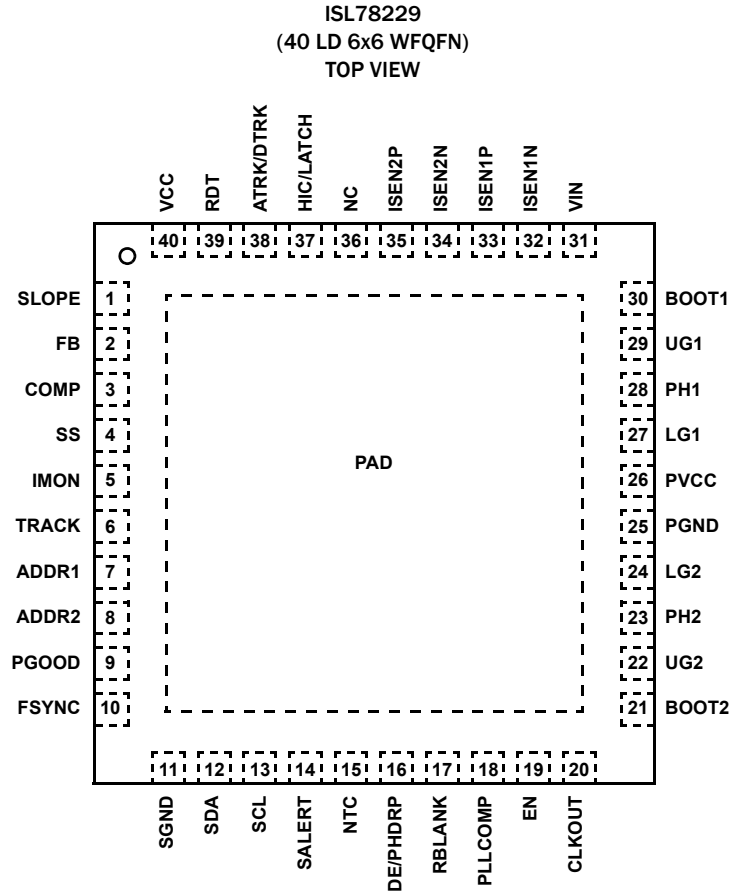 ISL78229
(40 LD 6x6 WFQFN)
TOP VIEW
VCC
RDT
ATRK/DTRK
HIC/LATCH
NC
ISEN2P
ISEN2N
ISEN1P
ISEN1N
VIN
40 39 38 37 36 35 34 33 32 31
SLOPE 1
FB 2
COMP 3
SS 4
IMON 5
TRACK 6
ADDR1 7
ADDR2 8
PGOOD 9
FSYNC 10
PAD
30 BOOT1
29 UG1
28 PH1
27 LG1
26 PVCC
25 PGND
24 LG2
23 PH2
22 UG2
21 BOOT2
11 12 13 14 15 16 17 18 19 20
SGND
SDA
SCL
SALERT
NTC
DE/PHDRP
RBLANK
PLLCOMP
EN
CLKOUT